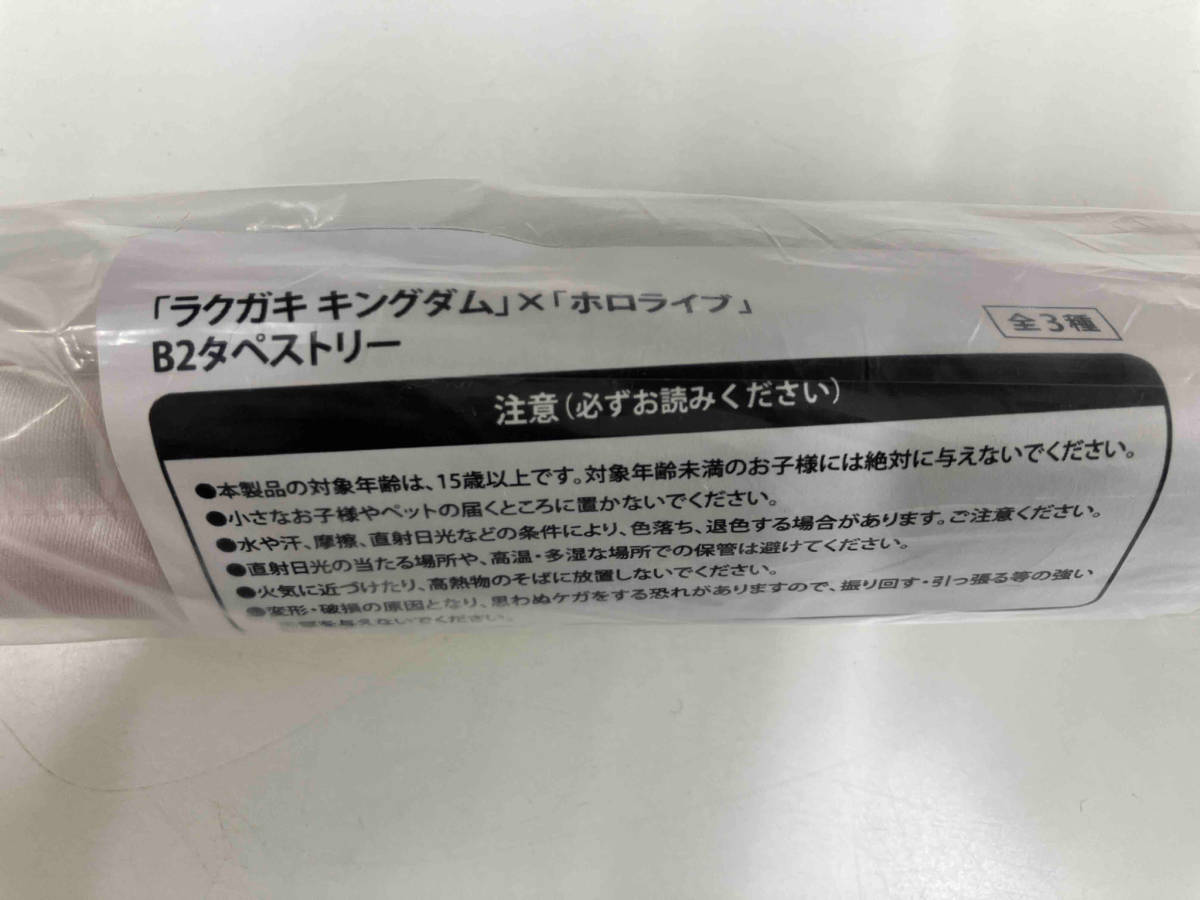 「ラクガキ キングダム」×「ホロライブ」
B2タペストリー
全3種
注意(必ずお読みください)
●本製品の対象年齢は、15歳以上です。対象年齢未満のお子様には絶対に与えないでください。
●小さなお子様やペットの届くところに置かないでください。
●水や汗、摩擦、直射日光などの条件により、色落ち、退色する場合があります。ご注意ください。
●直射日光の当たる場所や、高温・多湿な場所での保管は避けてください。
●火気に近づけたり、高熱物のそばに放置しないでください。
●変形・破損の原因となり、思わぬケガをする恐れがありますので、振り回す・引っ張る等の強い
を与えないでください。